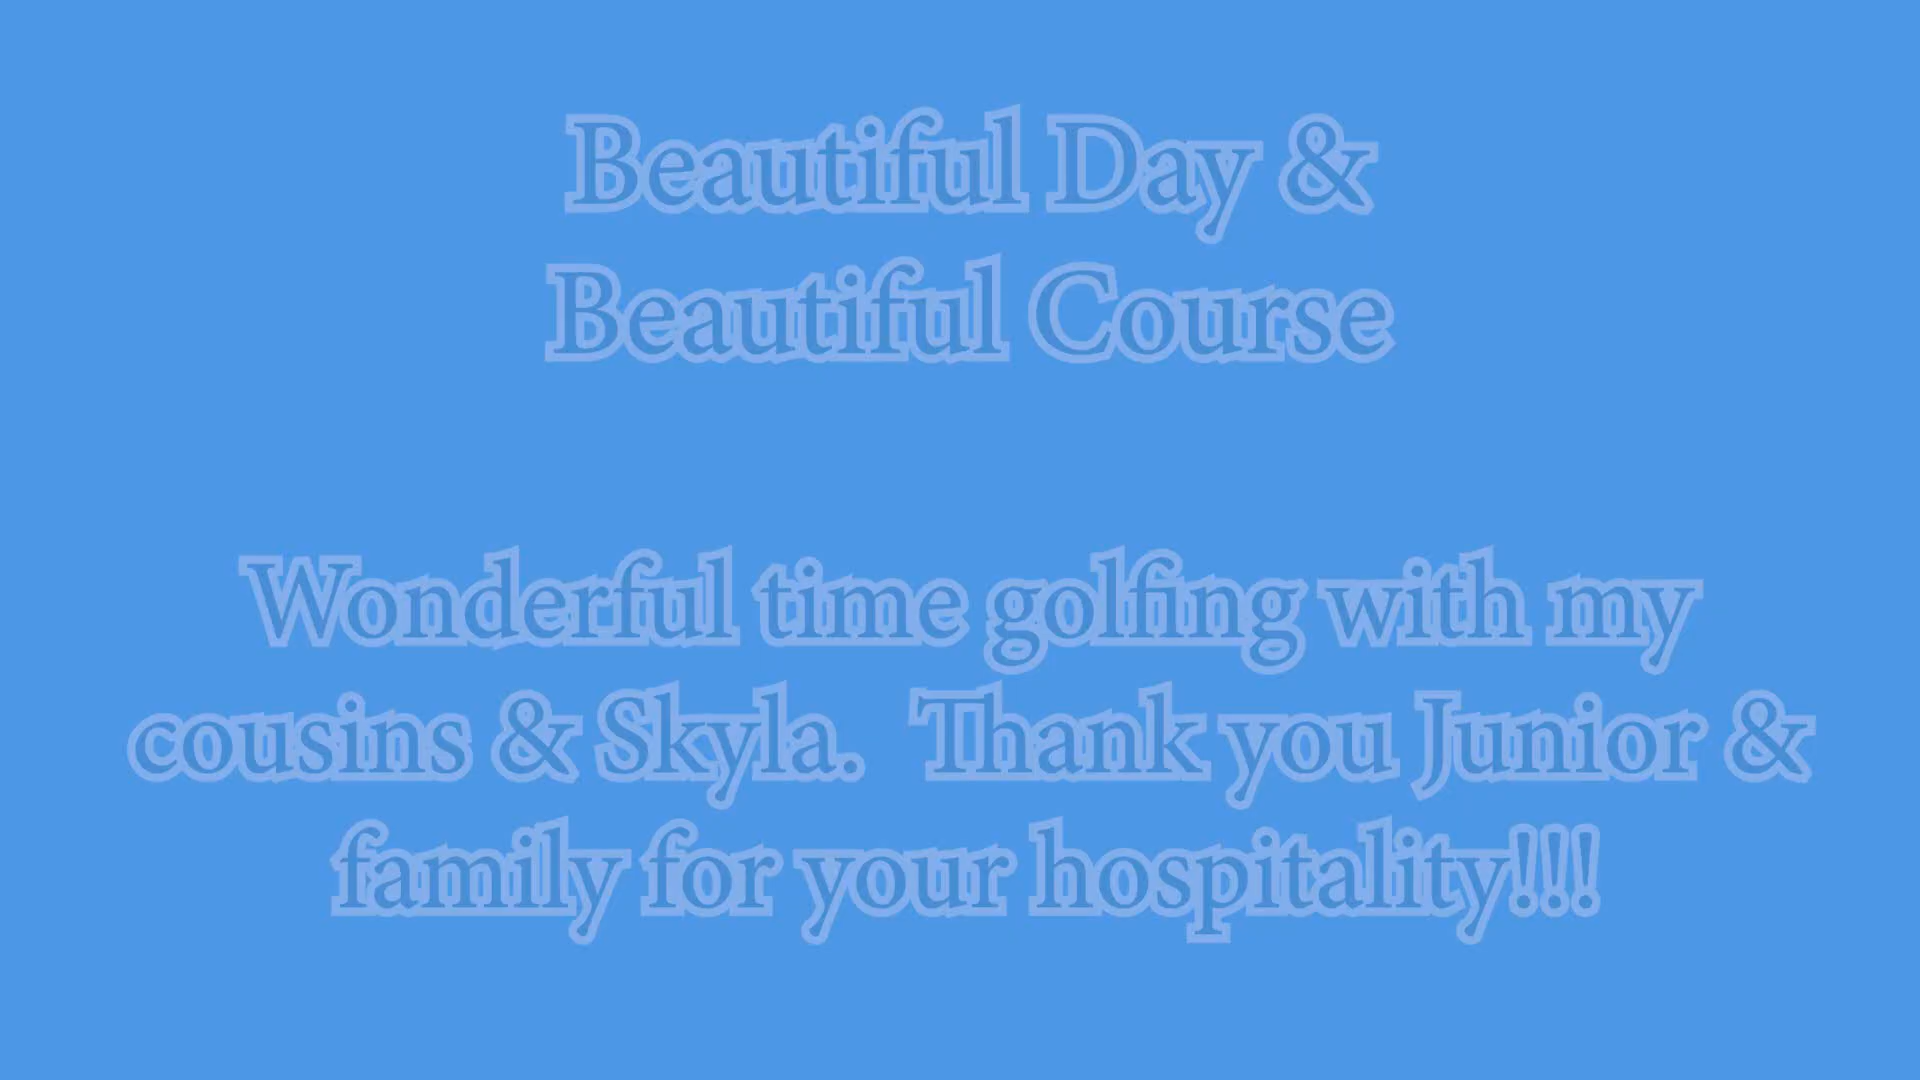 Beautiful Day &
Beautiful Course
Wonderful time golfing with my
cousins & Skyla.  Thank you Junior &
family for your hospitality!!!